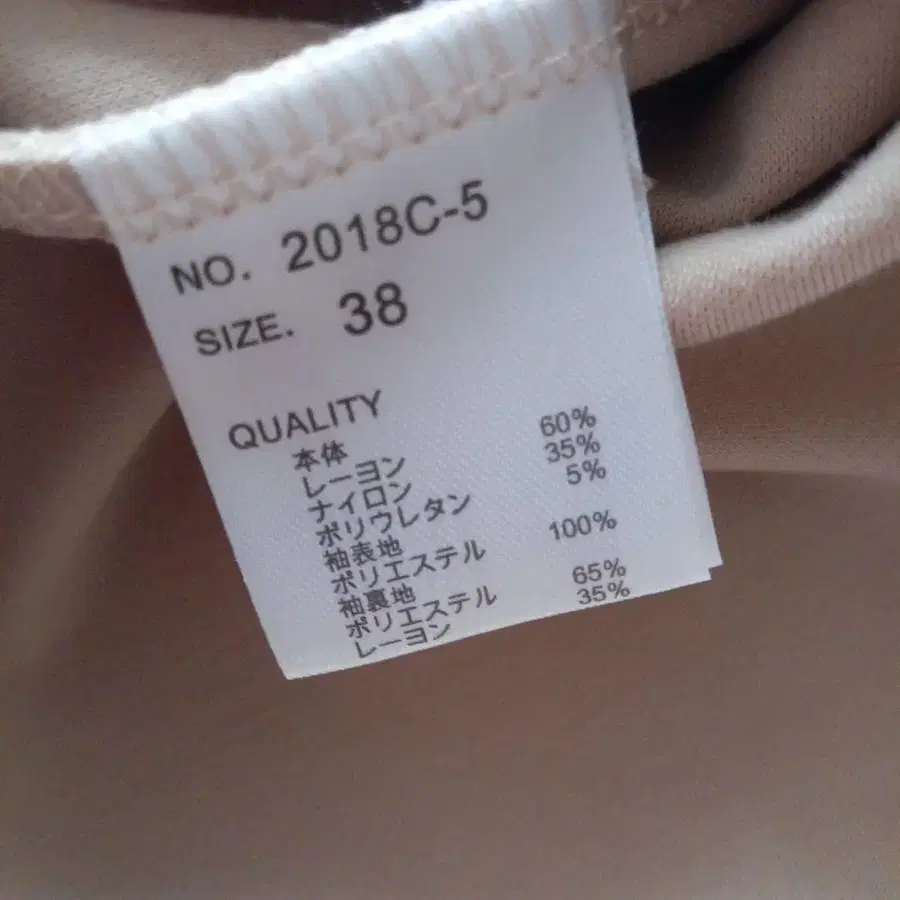 NO. 2018C-5
SIZE. 38
QUALITY
本体
レーヨン 60%
ナイロン 35%
ポリウレタン 5%
袖表地
ポリエステル 100%
袖裏地
ポリエステル 65%
レーヨン 35%